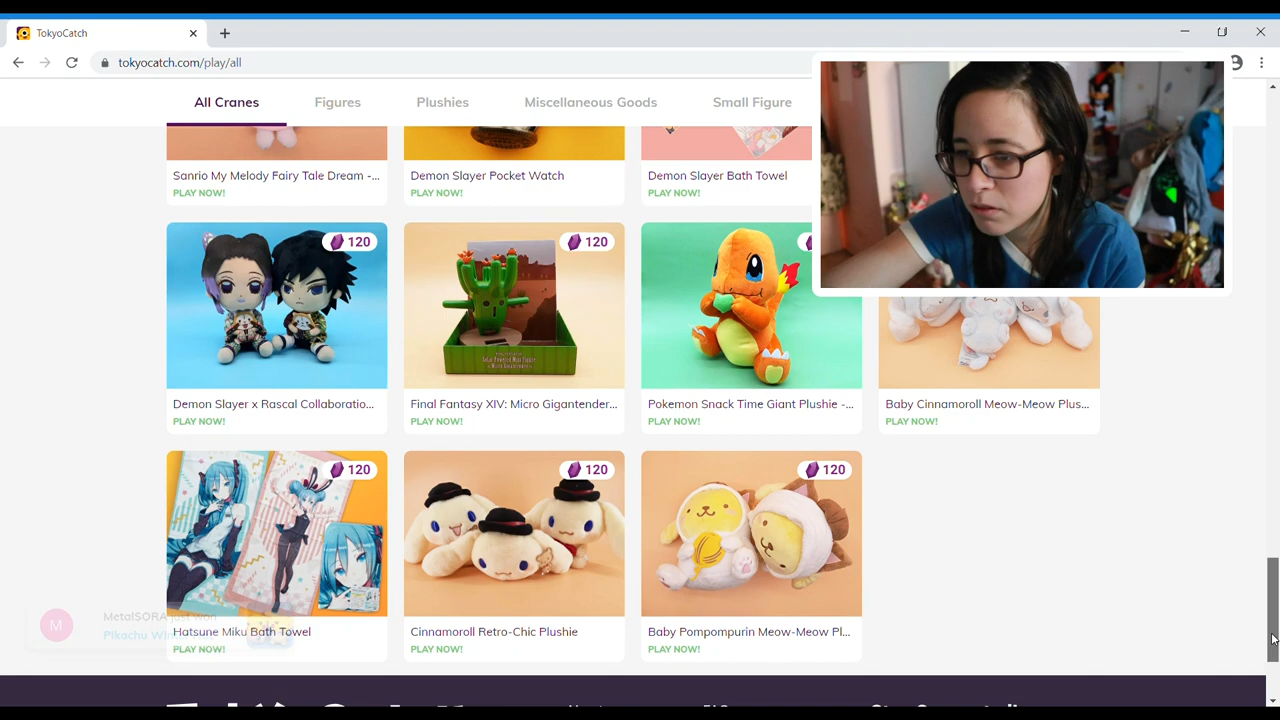 TokyoCatch
tokyocatch.com/play/all
All Cranes
Figures
Plushies
Miscellaneous Goods
Small Figure
Sanrio My Melody Fairy Tale Dream -...
PLAY NOW!
Demon Slayer Pocket Watch
PLAY NOW!
Demon Slayer Bath Towel
PLAY NOW!
120
Demon Slayer x Rascal Collaboratio...
PLAY NOW!
120
Final Fantasy XIV: Micro Gigantender...
PLAY NOW!
Pokemon Snack Time Giant Plushie -...
PLAY NOW!
Baby Cinnamoroll Meow-Meow Plus...
PLAY NOW!
120
Hatsune Miku Bath Towel
PLAY NOW!
120
Cinnamoroll Retro-Chic Plushie
PLAY NOW!
120
Baby Pompompurin Meow-Meow Pl...
PLAY NOW!
M
MetalSORA just won
Pikachu